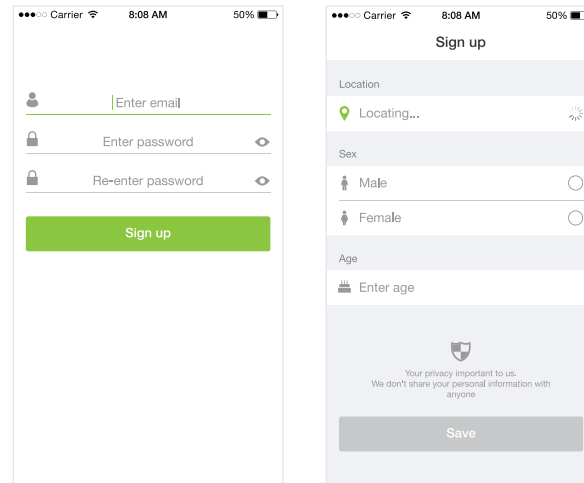 Carrier 8:08 AM 50%
Enter email
Enter password
Re-enter password
Sign up
Carrier 8:08 AM 50%
Sign up
Location
Locating...
Sex
Male
Female
Age
Enter age
Your privacy important to us.
We don't share your personal information with
anyone
Save